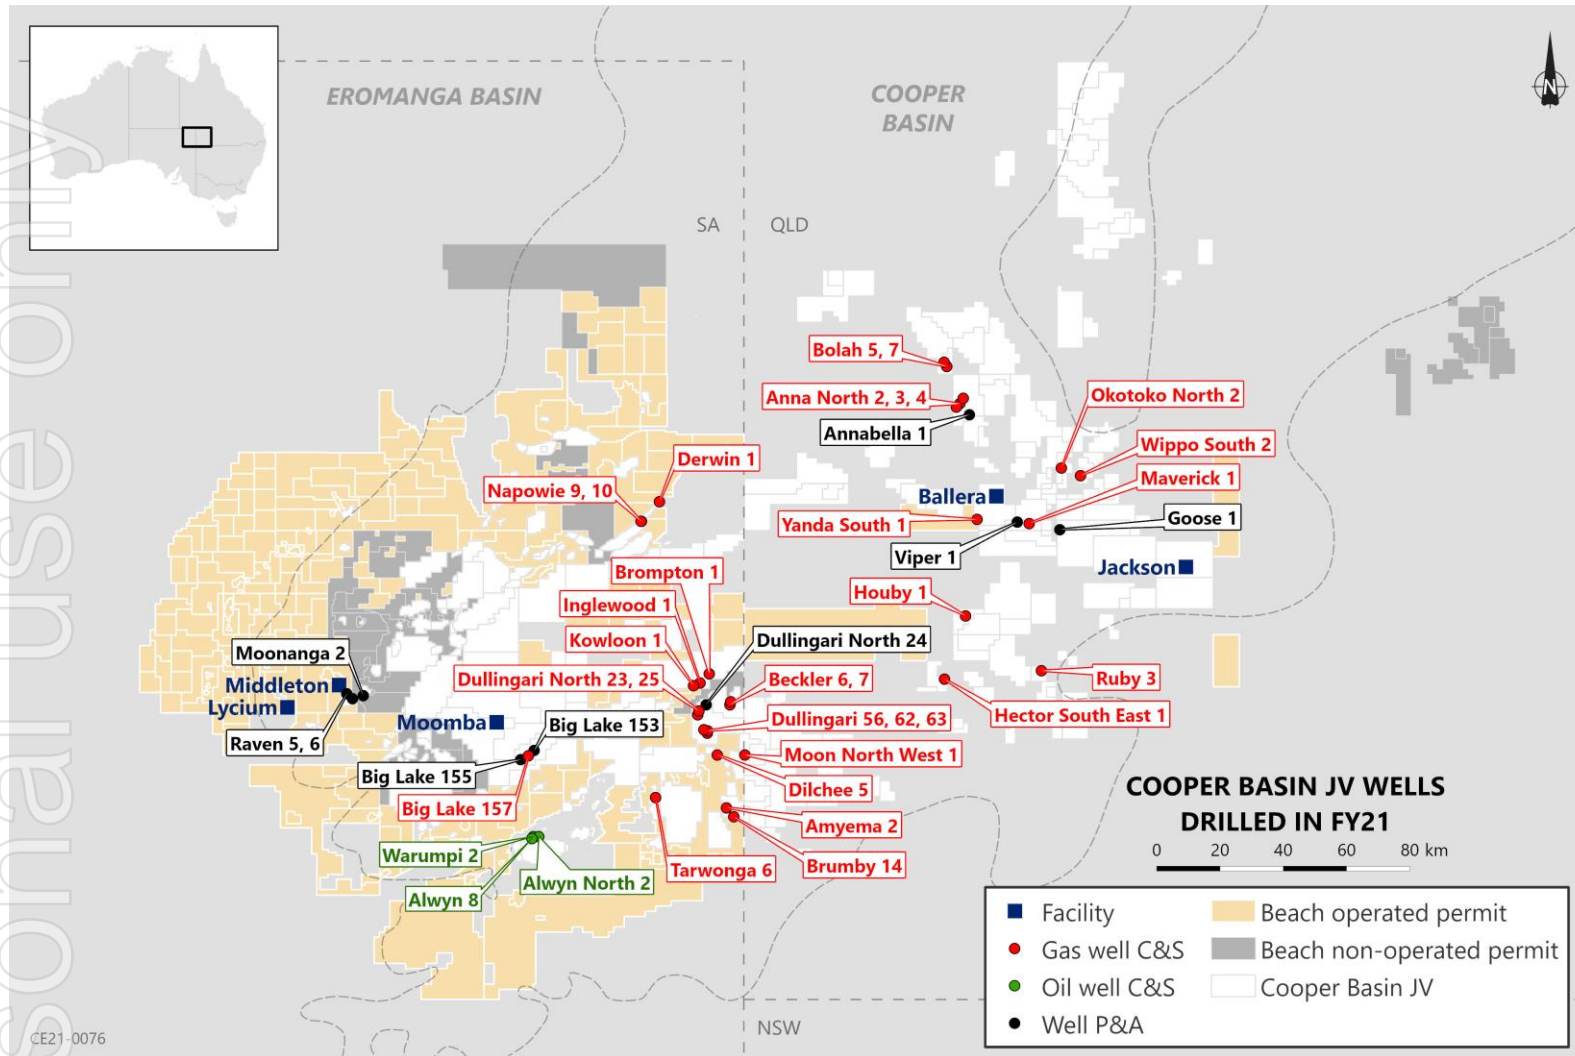 sonal use only
EROMANGA BASIN
COOPER
BASIN
N
SA
QLD
Bolah 5, 7
Anna North 2, 3, 4
Okotoko North 2
Annabella 1
Wippo South 2
Derwin 1
Maverick 1
Napowie 9, 10
Ballera
Goose 1
Yanda South 1
Viper 1
Jackson
Brompton 1
Houby 1
Inglewood 1
Kowloon 1
Dullingari North 24
Moonanga 2
Dullingari North 23, 25
Beckler 6, 7
Ruby 3
Middleton
Lycium
Hector South East 1
Moomba
Big Lake 153
Dullingari 56, 62, 63
Raven 5, 6
Moon North West 1
Big Lake 155
Dilchee 5
Big Lake 157
Amyema 2
Warumpi 2
Brumby 14
Tarwonga 6
Alwyn North 2
Alwyn 8
COOPER BASIN JV WELLS
DRILLED IN FY21
0 20 40 60 80 km
Facility
Gas well C&S
Oil well C&S
Well P&A
Beach operated permit
Beach non-operated permit
Cooper Basin JV
NSW
CE21-0076